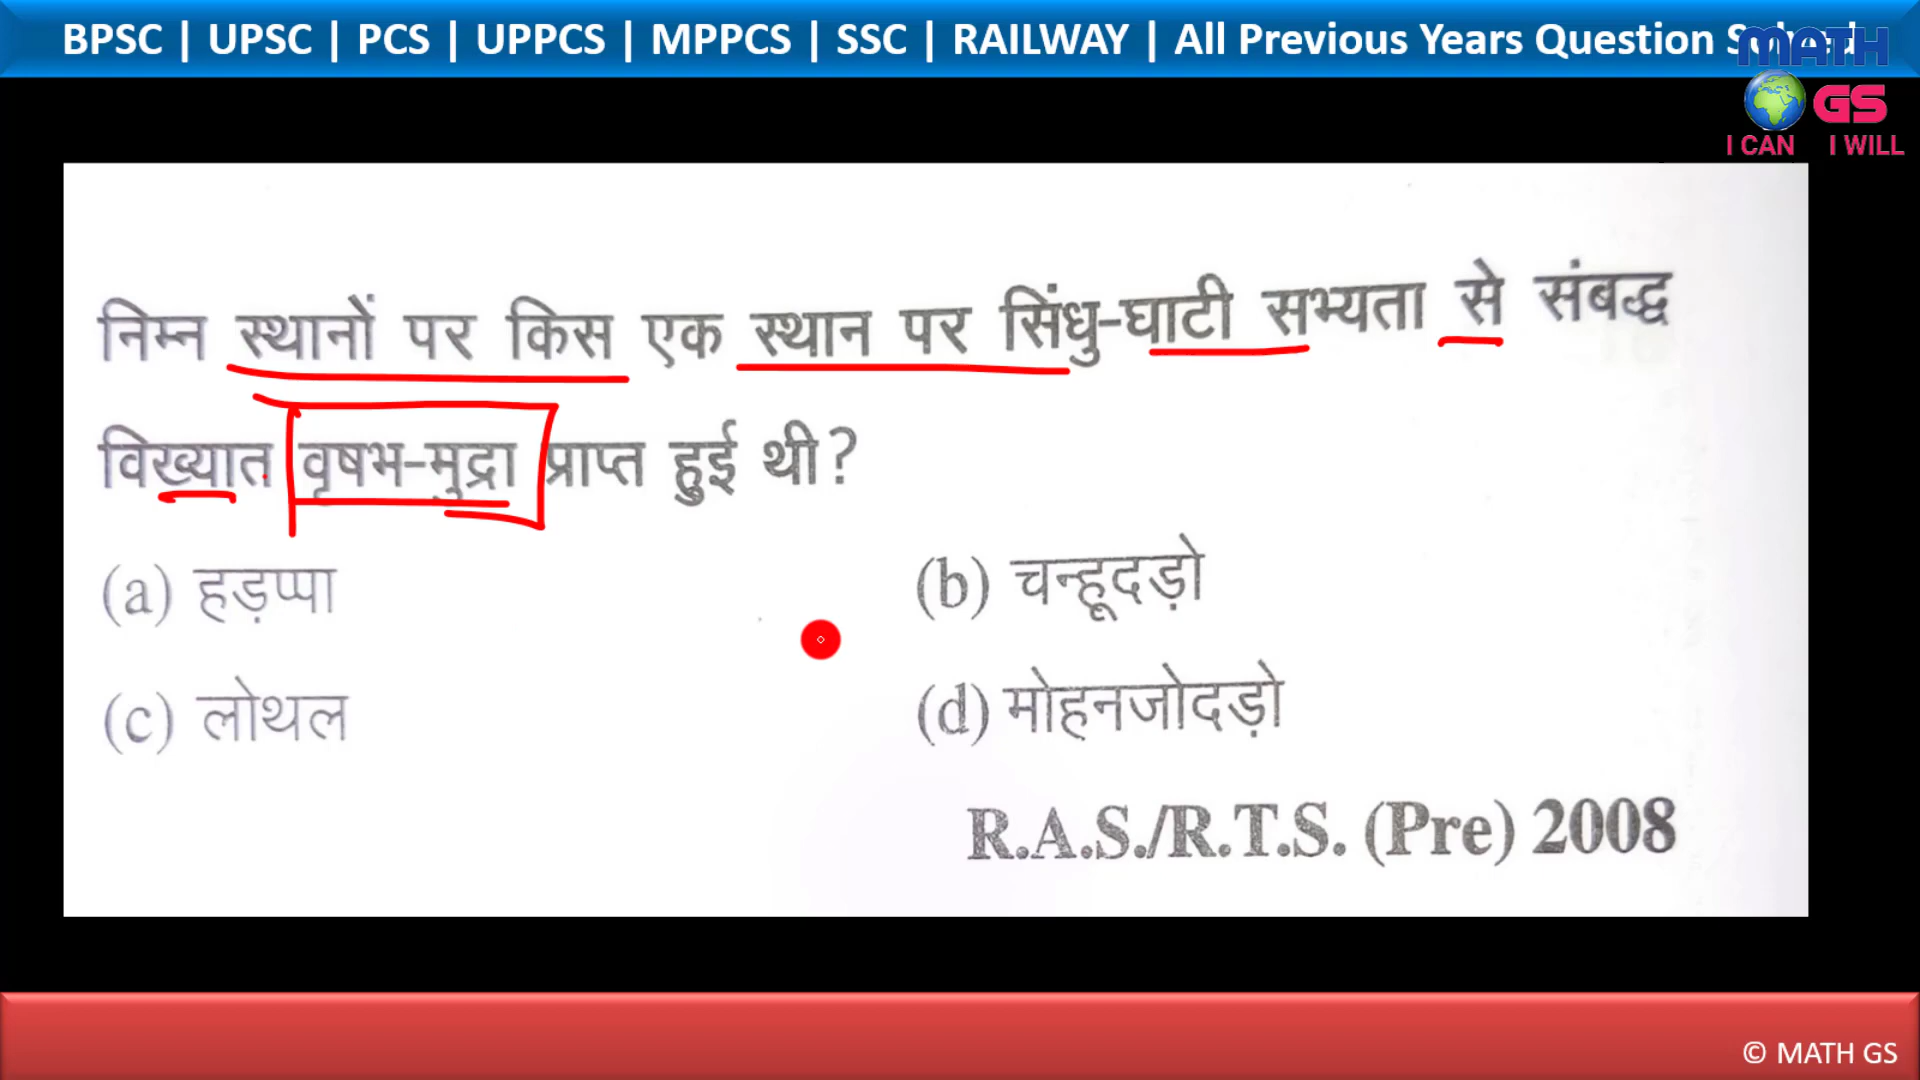 BPSC | UPSC | PCS | UPPCS | MPPCS | SSC | RAILWAY | All Previous Years Question
MATH
GS
I CAN I WILL
निम्न स्थानों पर किस एक स्थान पर सिंधु-घाटी सभ्यता से संबद्ध
विख्यात वृषभ-मुद्रा प्राप्त हुई थी?
(a) हड़प्पा (b) चन्हूदड़ो
(c) लोथल (d) मोहनजोदड़ो
R.A.S./R.T.S. (Pre) 2008
© MATH GS